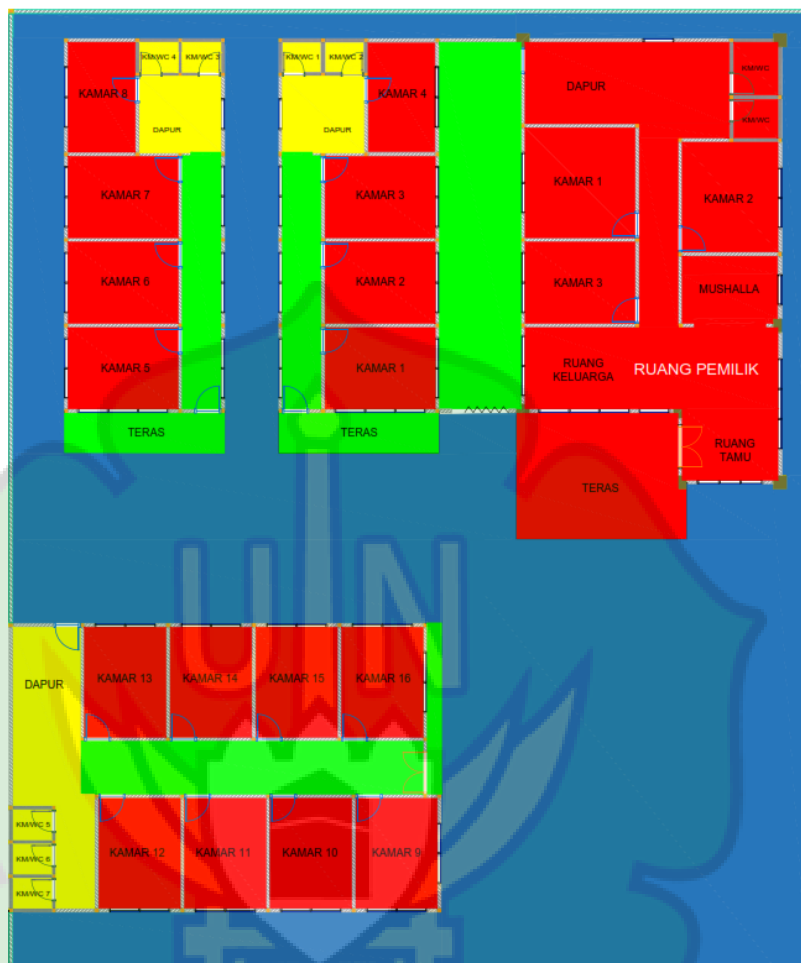 KM/WC 4
KM/WC 3
KM/WC 1
KM/WC 2
KAMAR 8
DAPUR
DAPUR
KAMAR 4
DAPUR
KM/WC
KM/WC
KAMAR 7
KAMAR 3
KAMAR 1
KAMAR 2
KAMAR 6
KAMAR 2
KAMAR 3
MUSHALLA
KAMAR 5
KAMAR 1
RUANG
KELUARGA
RUANG PEMILIK
TERAS
TERAS
RUANG
TAMU
TERAS
UIN
DAPUR
KAMAR 13
KAMAR 14
KAMAR 15
KAMAR 16
KM/WC 5
KM/WC 6
KM/WC 7
KAMAR 12
KAMAR 11
KAMAR 10
KAMAR 9